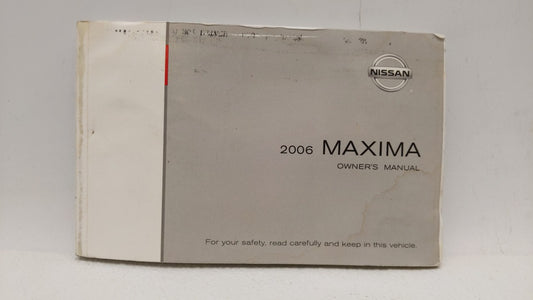 NISSAN
2006 MAXIMA
OWNER'S MANUAL
For your safety, read carefully and keep in this vehicle.